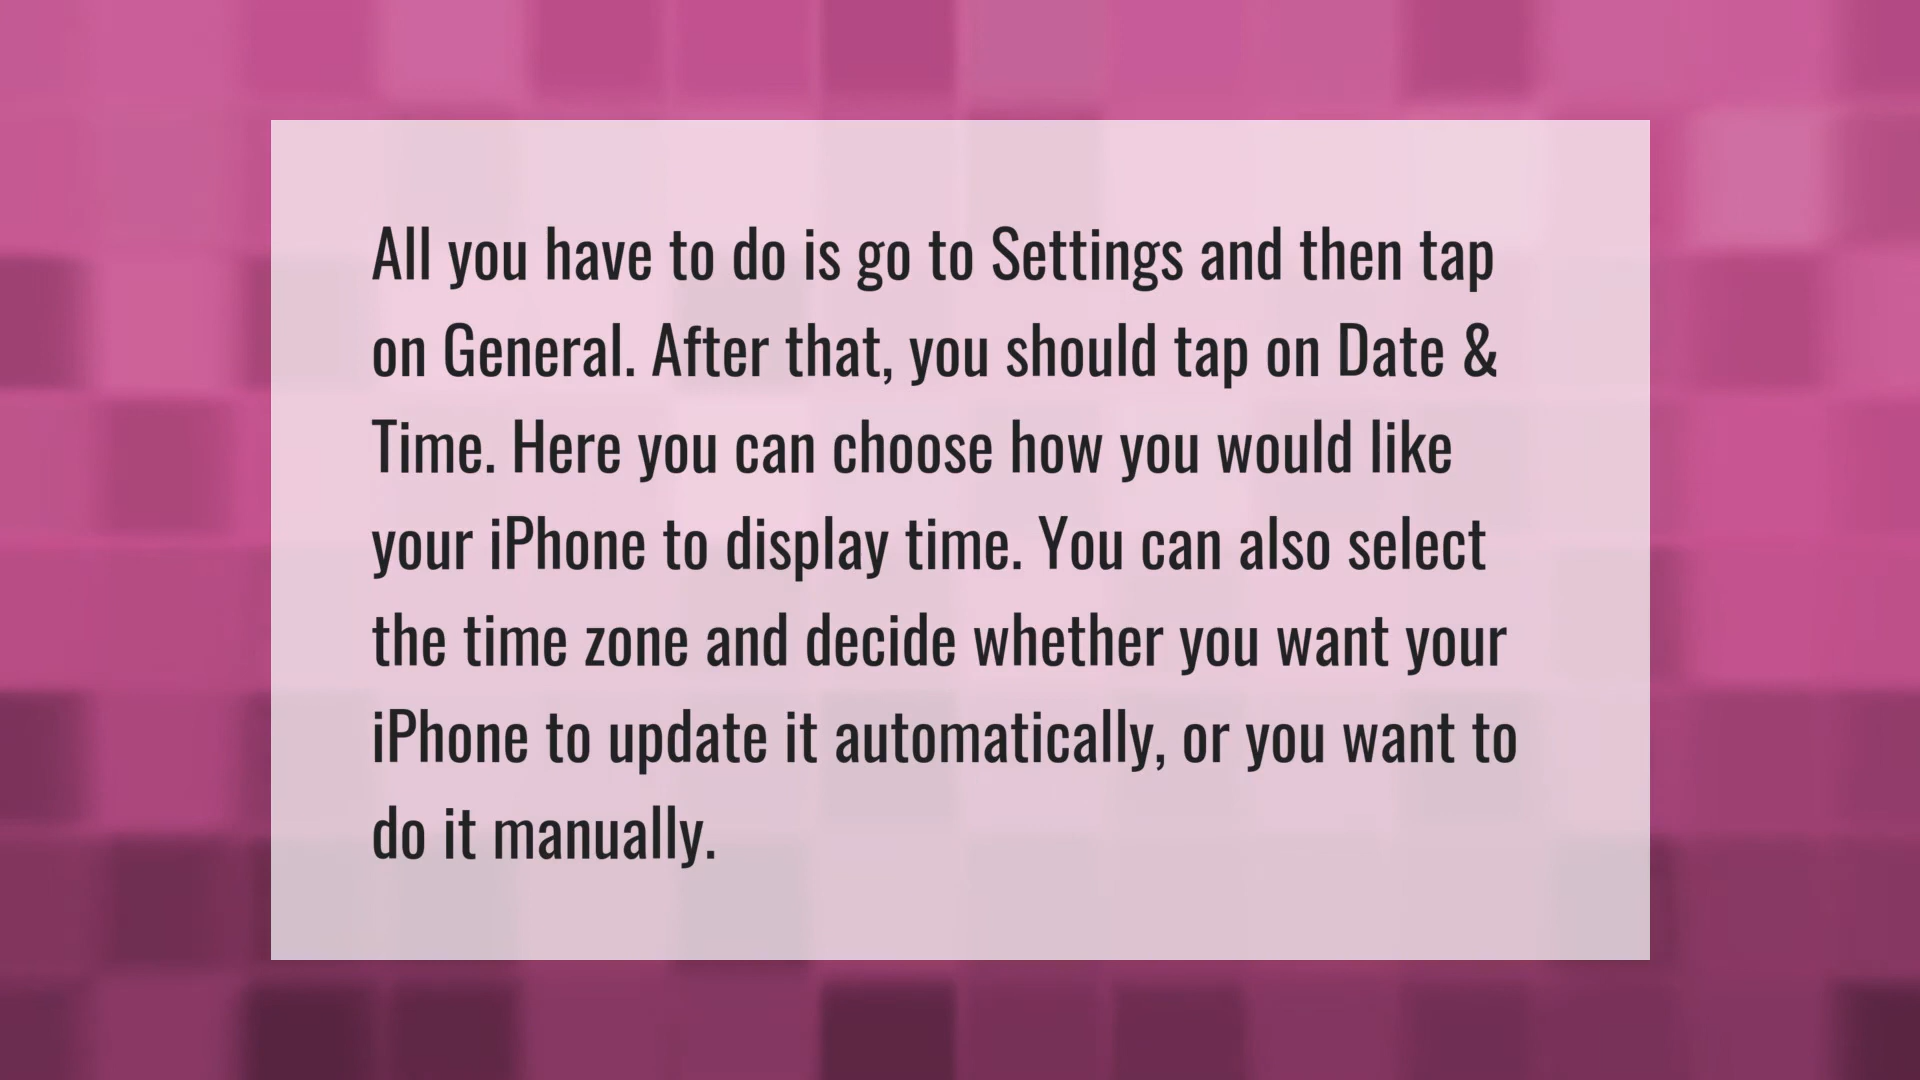 All you have to do is go to Settings and then tap
on General. After that, you should tap on Date &
Time. Here you can choose how you would like
your iPhone to display time. You can also select
the time zone and decide whether you want your
iPhone to update it automatically, or you want to
do it manually.